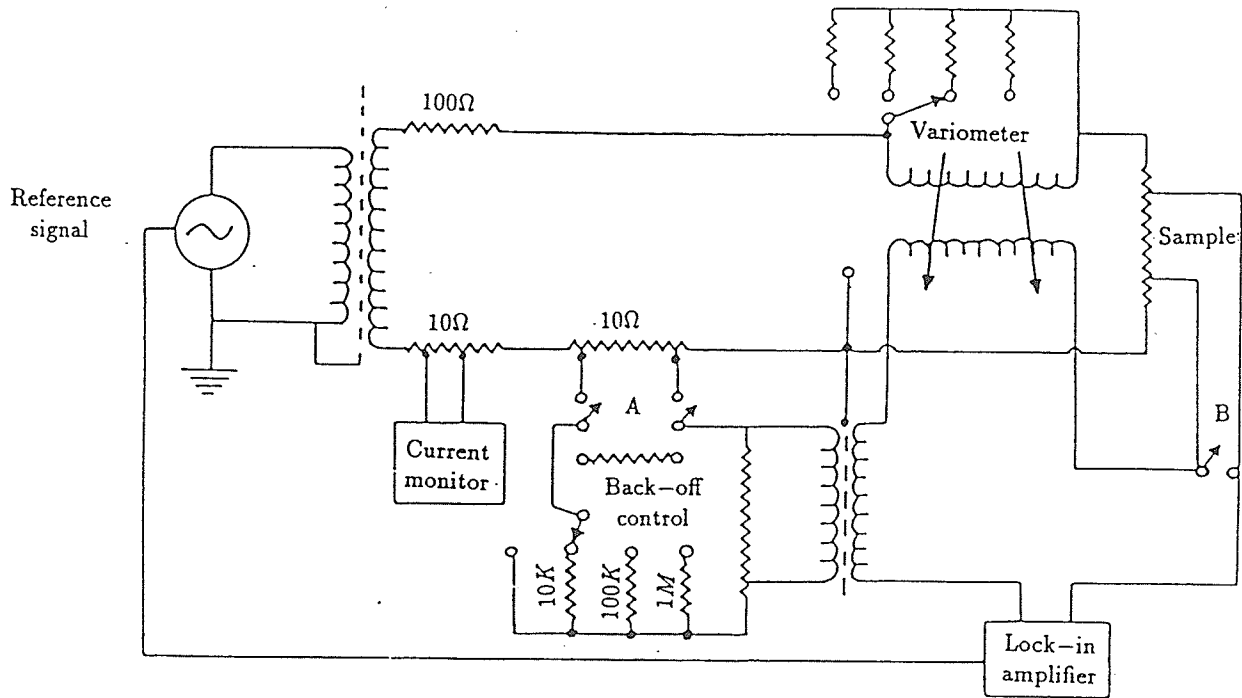 100Ω
Variometer
Reference
signal
Sample
10Ω
10Ω
A
B
Current
monitor
Back-off
control
10K
100K
1M
Lock-in
amplifier